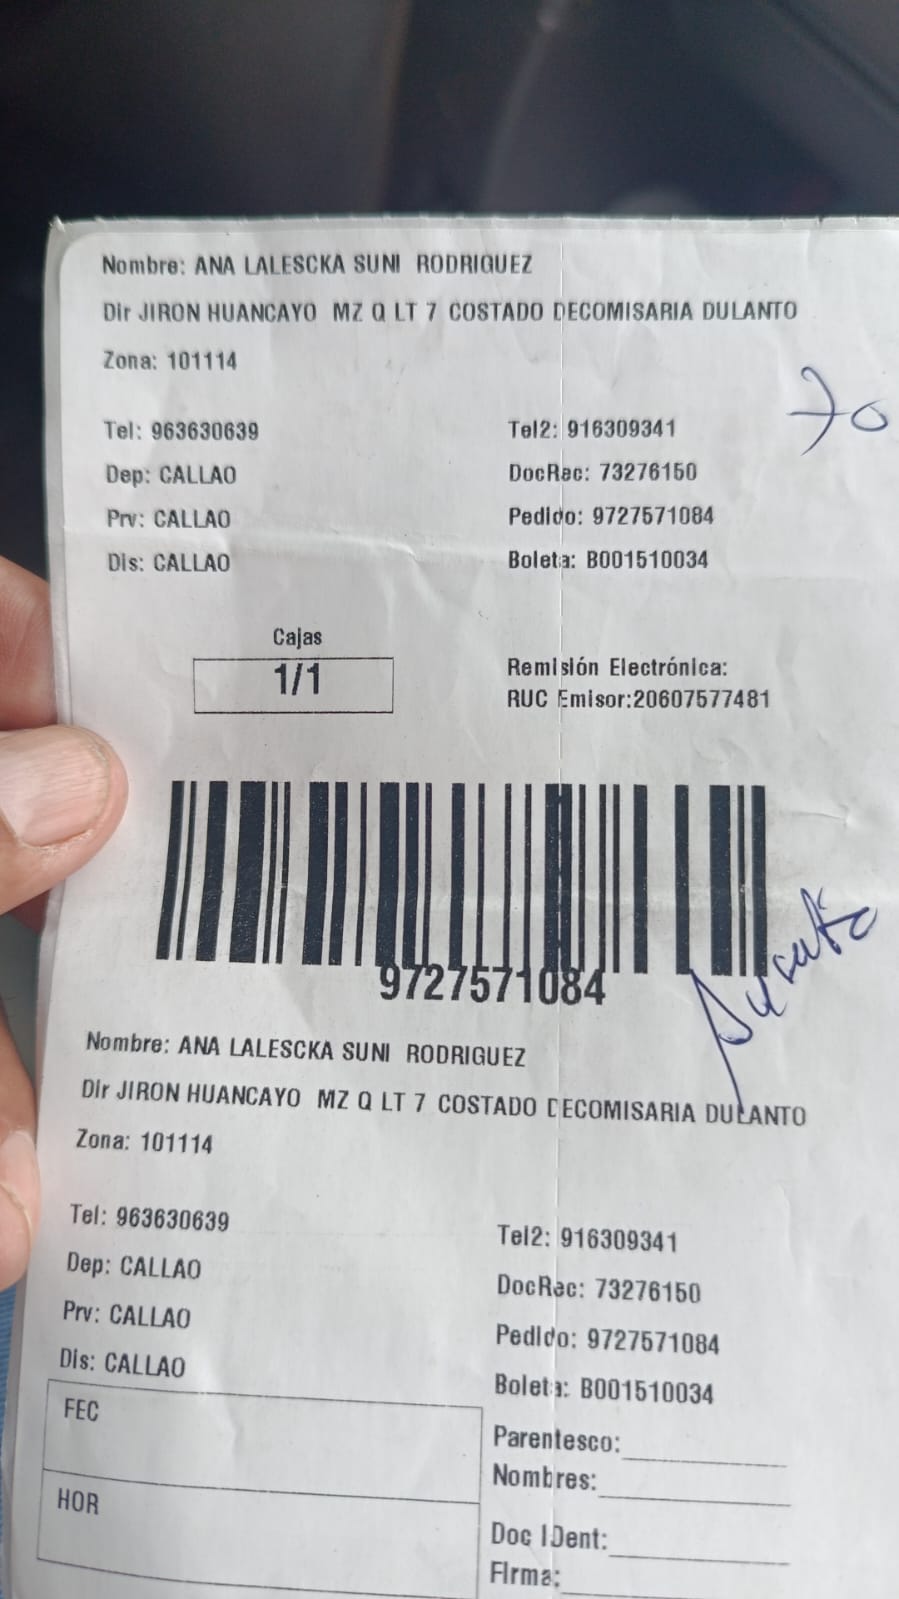 Nombre: ANA LALESCKA SUNI RODRIGUEZ
Dir JIRON HUANCAYO MZ Q LT 7 COSTADO DECOMISARIA DULANTO
Zona: 101114
70
Tel: 963630639 Tel2: 916309341
Dep: CALLAO DocRec: 73276150
Prv: CALLAO Pedido: 9727571084
Dis: CALLAO Boleta: B001510034
Cajas
1/1
Remisión Electrónica:
RUC Emisor:20607577481
9727571084
Nombre: ANA LALESCKA SUNI RODRIGUEZ
Dir JIRON HUANCAYO MZ Q LT 7 COSTADO DECOMISARIA DULANTO
Zona: 101114
Tel: 963630639 Tel2: 916309341
Dep: CALLAO DocRec: 73276150
Prv: CALLAO Pedido: 9727571084
Dis: CALLAO Boleta: B001510034
FEC
HOR
Parentesco:
Nombres:
Doc IDent:
Firma: